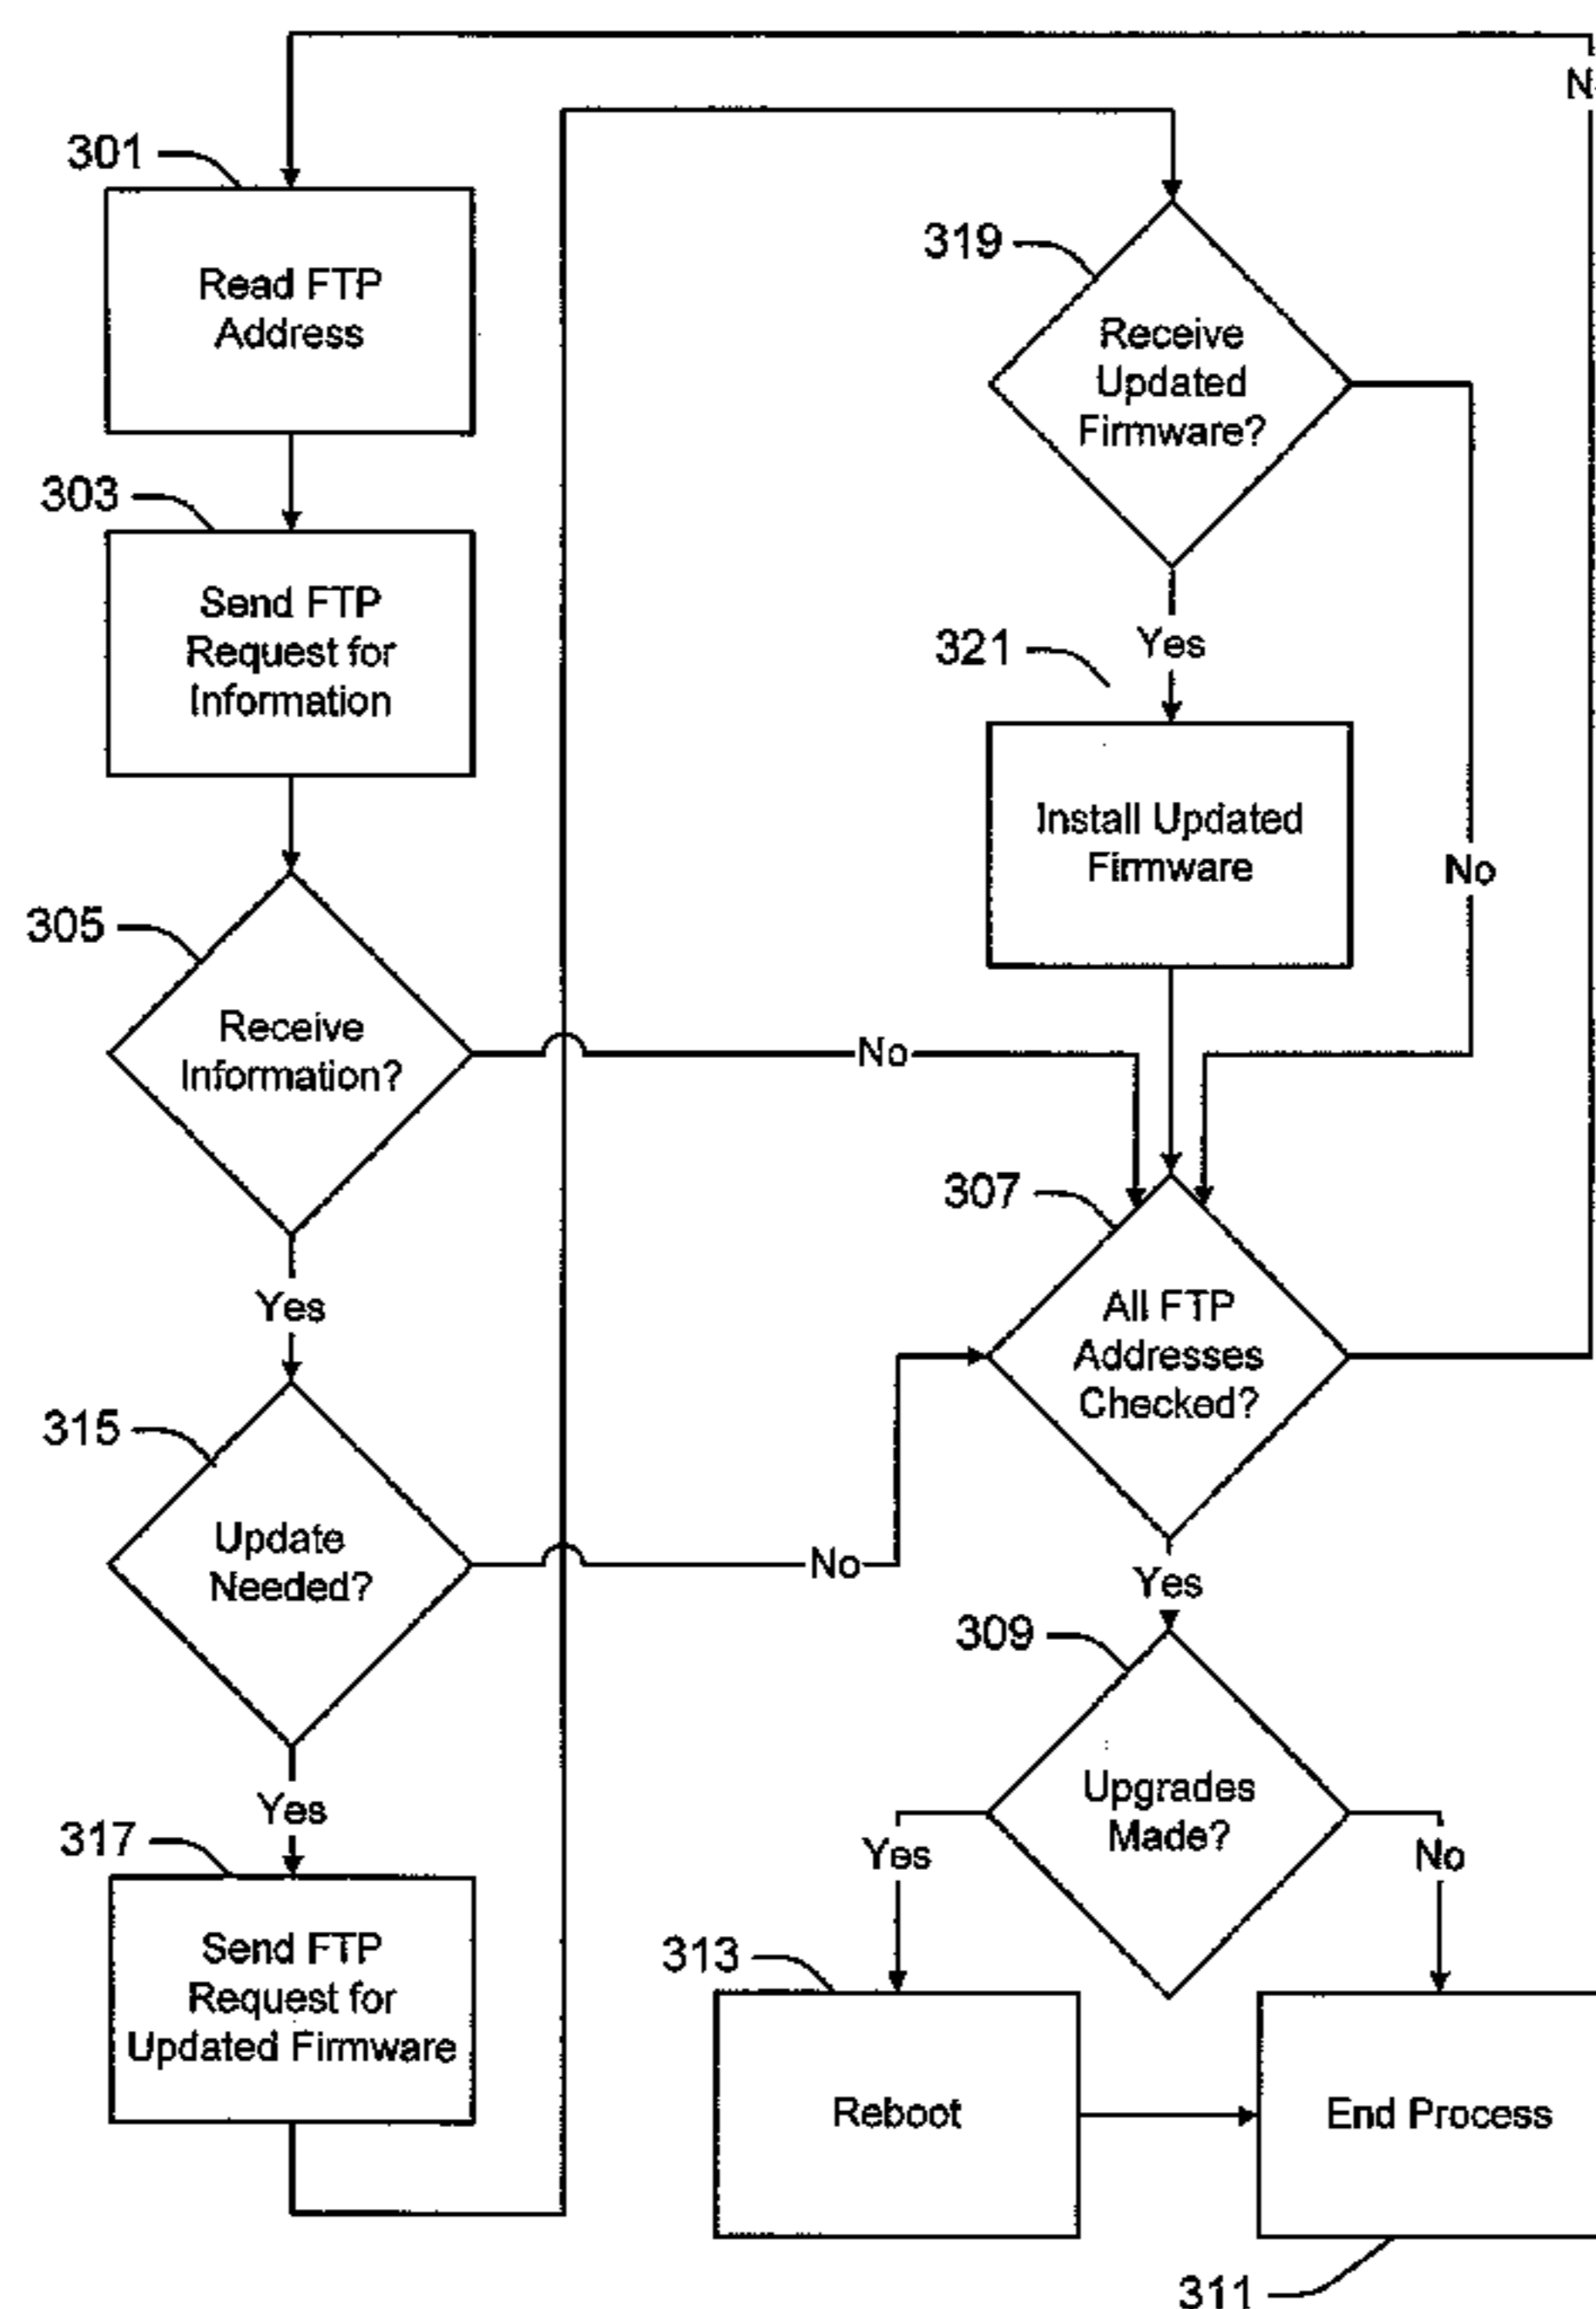 N
301
Read FTP
Address
303
Send FTP
Request for
Information
305
Receive
Information?
No
Yes
315
Update
Needed?
No
Yes
317
Send FTP
Request for
Updated Firmware
319
Receive
Updated
Firmware?
Yes
No
321
Install Updated
Firmware
307
All FTP
Addresses
Checked?
Yes
309
Upgrades
Made?
Yes
No
313
Reboot
End Process
311